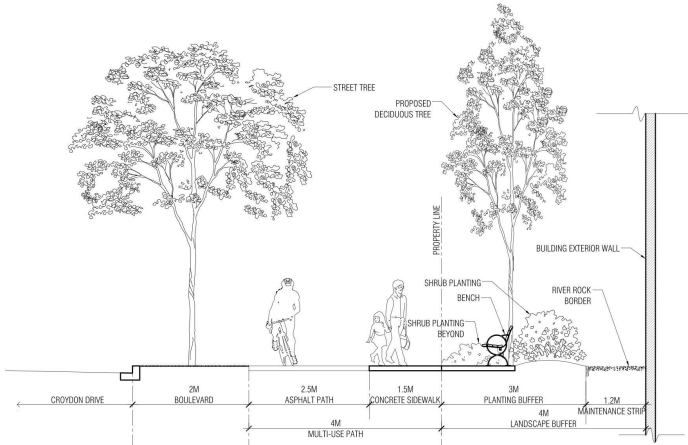 STREET TREE
PROPOSED
DECIDUOUS TREE
PROPERTY LINE
BUILDING EXTERIOR WALL
SHRUB PLANTING
BENCH
RIVER ROCK
BORDER
SHRUB PLANTING
BEYOND
2M
2.5M
1.5M
3M
1.2M
CROYDON DRIVE
BOULEVARD
ASPHALT PATH
CONCRETE SIDEWALK
PLANTING BUFFER
MAINTENANCE STRIP
4M
MULTI-USE PATH
4M
LANDSCAPE BUFFER